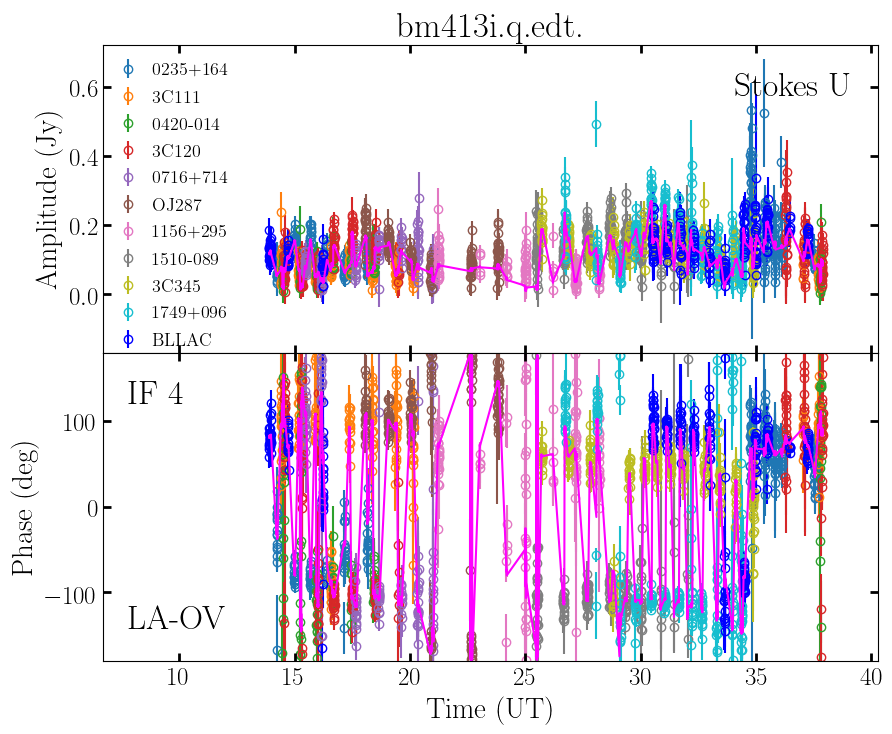 bm413i.q.edt.
Stokes U
Amplitude (Jy)
0.6
0.4
0.2
0.0
0235+164
3C111
0420-014
3C120
0716+714
OJ287
1156+295
1510-089
3C345
1749+096
BLLAC
IF 4
LA-OV
Phase (deg)
100
0
−100
10
15
20
25
30
35
40
Time (UT)